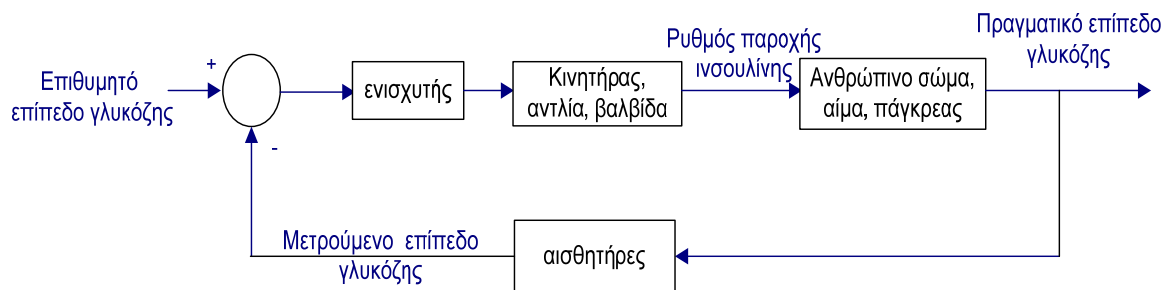 Επιθυμητό
επίπεδο γλυκόζης
+
-
ενισχυτής
Κινητήρας,
αντλία, βαλβίδα
Ρυθμός παροχής
ινσουλίνης
Ανθρώπινο σώμα,
αίμα, πάγκρεας
Πραγματικό επίπεδο
γλυκόζης
Μετρούμενο επίπεδο
γλυκόζης
αισθητήρες